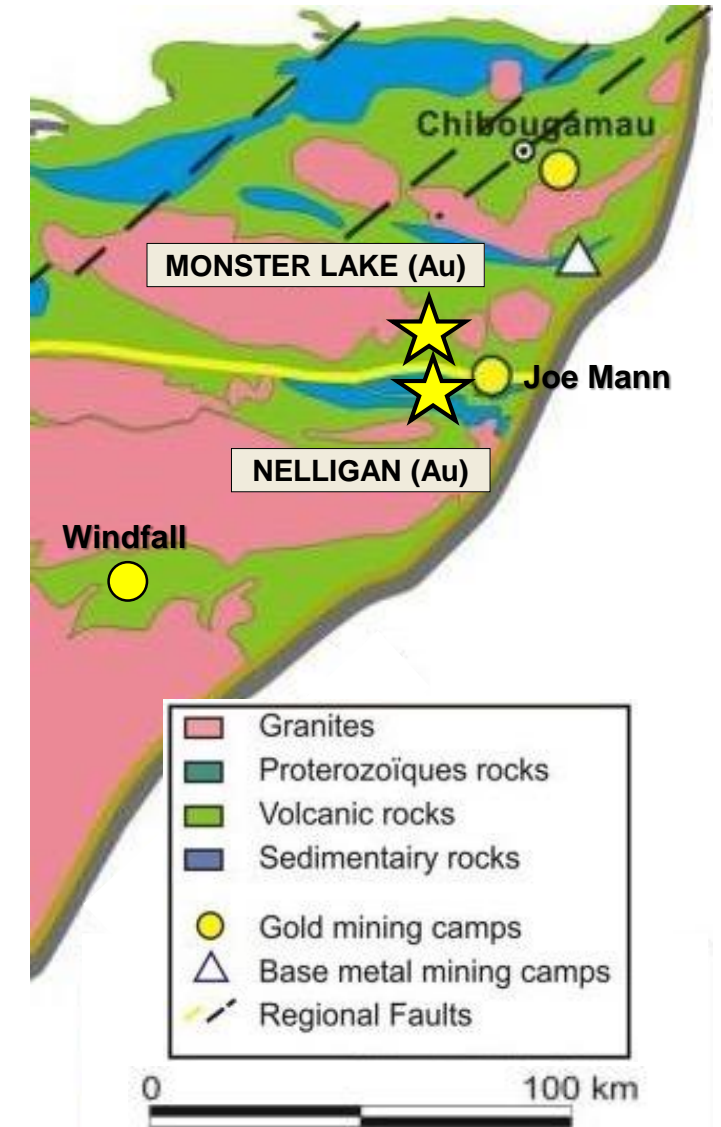 Chibougamau
MONSTER LAKE (Au)
Joe Mann
NELLIGAN (Au)
Windfall
Granites
Proterozoïques rocks
Volcanic rocks
Sedimentairy rocks
Gold mining camps
Base metal mining camps
Regional Faults
0 100 km